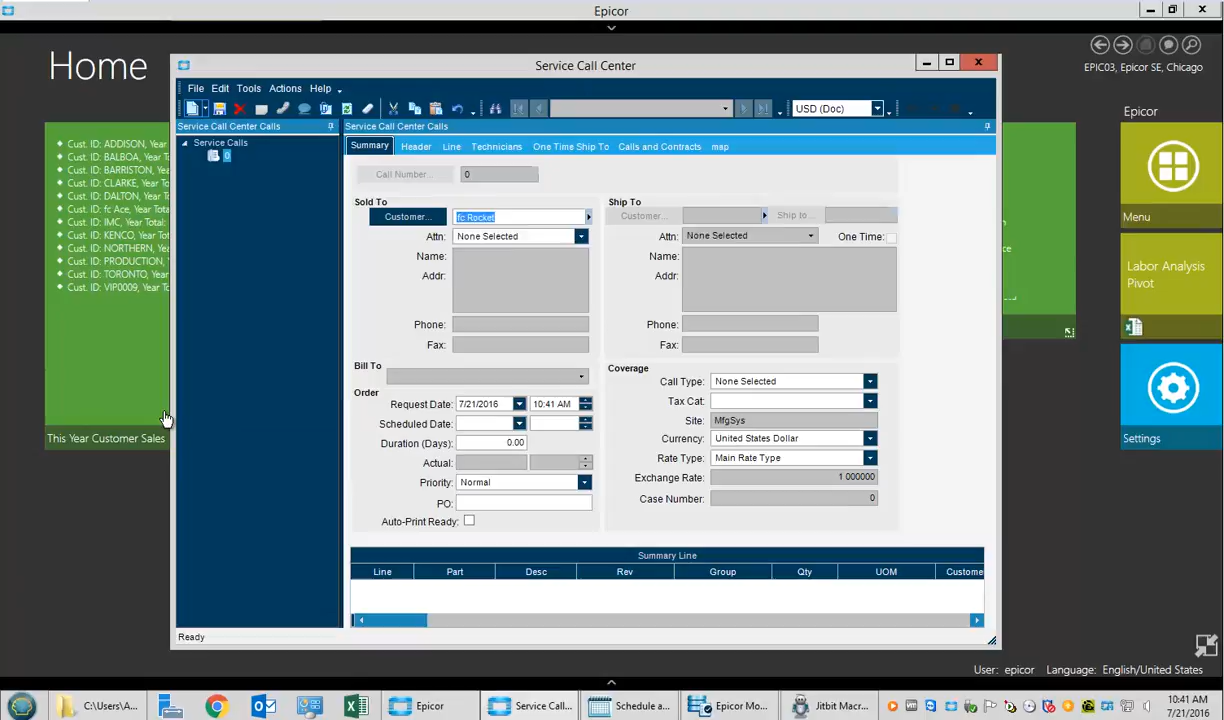 Epicor
Home
EPIC03, Epicor SE, Chicago
Service Call Center
File Edit Tools Actions Help
USD (Doc)
Service Call Center Calls
Service Call Center Calls
Service Calls
0
Summary Header Line Technicians One Time Ship To Calls and Contracts map
Call Number... 0
Sold To
Customer... fc Rocket
Attn: None Selected
Name:
Addr:
Phone:
Fax:
Ship To
Customer... Ship to...
Attn: None Selected One Time:
Name:
Addr:
Phone:
Fax:
Bill To
Order
Request Date: 7/21/2016 10:41 AM
Scheduled Date:
Duration (Days): 0.00
Actual:
Priority: Normal
PO:
Auto-Print Ready:
Coverage
Call Type: None Selected
Tax Cat:
Site: MfgSys
Currency: United States Dollar
Rate Type: Main Rate Type
Exchange Rate: 1 000000
Case Number: 0
Summary Line
Line Part Desc Rev Group Qty UOM Custome
Ready
Cust. ID: ADDISON, Year
Cust. ID: BALBOA, Year To
Cust. ID: BARRISTON, Year
Cust. ID: CLARKE, Year Tot
Cust. ID: DALTON, Year To
Cust. ID: fc Ace, Year Tota
Cust. ID: IMC, Year Total:
Cust. ID: KENCO, Year Tot
Cust. ID: NORTHERN, Year
Cust. ID: PRODUCTION, Y
Cust. ID: TORONTO, Year T
Cust. ID: VIP0009, Year To
This Year Customer Sales
Epicor
Menu
Labor Analysis
Pivot
Settings
User: epicor Language: English/United States
C:\Users\A... Epicor Service Call... Schedule a... Epicor Mo... Jitbit Macr...
10:41 AM
7/21/2016